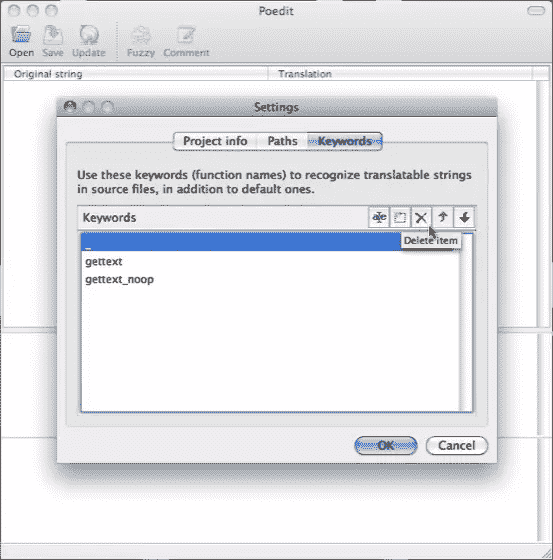 Poedit
Open Save Update Fuzzy Comment
Original string Translation
Settings
Project info Paths Keywords
Use these keywords (function names) to recognize translatable strings
in source files, in addition to default ones.
Keywords
Delete item
_
gettext
gettext_noop
OK Cancel